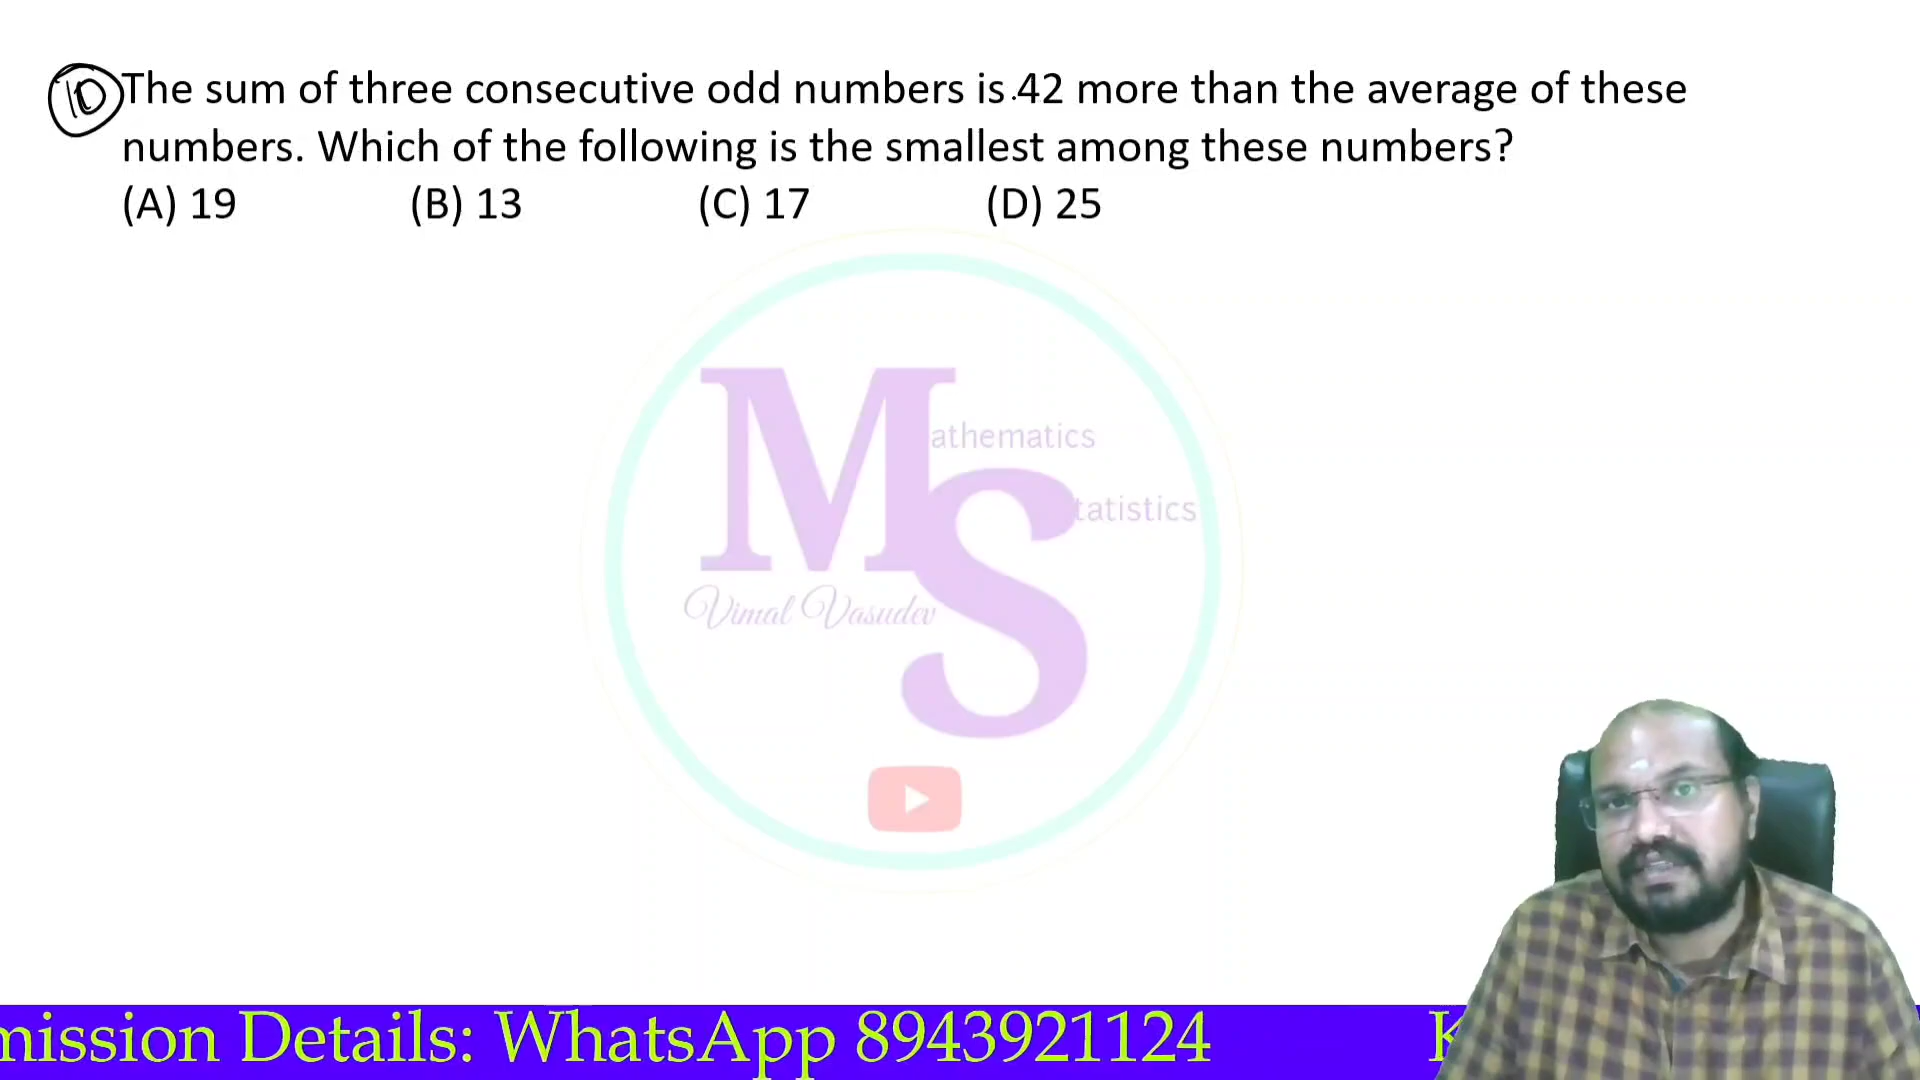 10 The sum of three consecutive odd numbers is 42 more than the average of these
numbers. Which of the following is the smallest among these numbers?
(A) 19 (B) 13 (C) 17 (D) 25
M
athematics
S
tatistics
Vimal Vasudev
mission Details: WhatsApp 8943921124 K